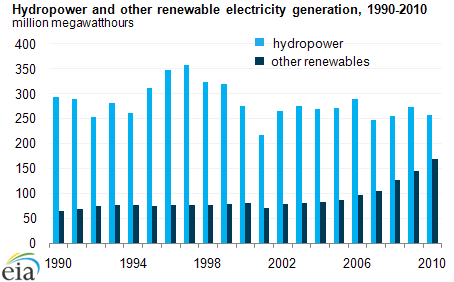 Hydropower and other renewable electricity generation, 1990-2010
million megawatthours
hydropower
other renewables
400
350
300
250
200
150
100
50
0
1990 1994 1998 2002 2006 2010
eia